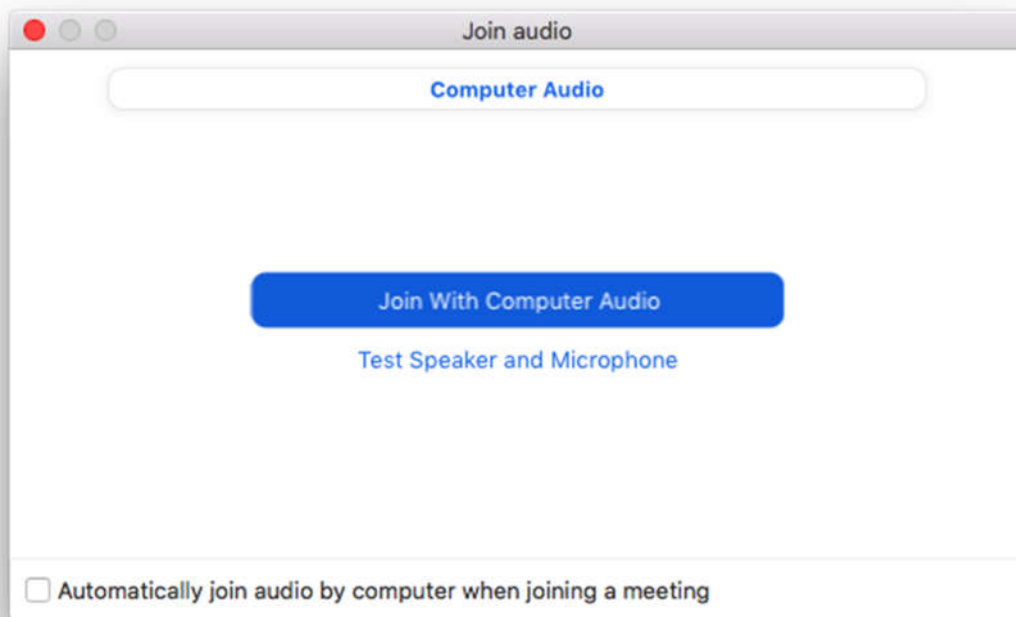 Join audio
Computer Audio
Join With Computer Audio
Test Speaker and Microphone
Automatically join audio by computer when joining a meeting